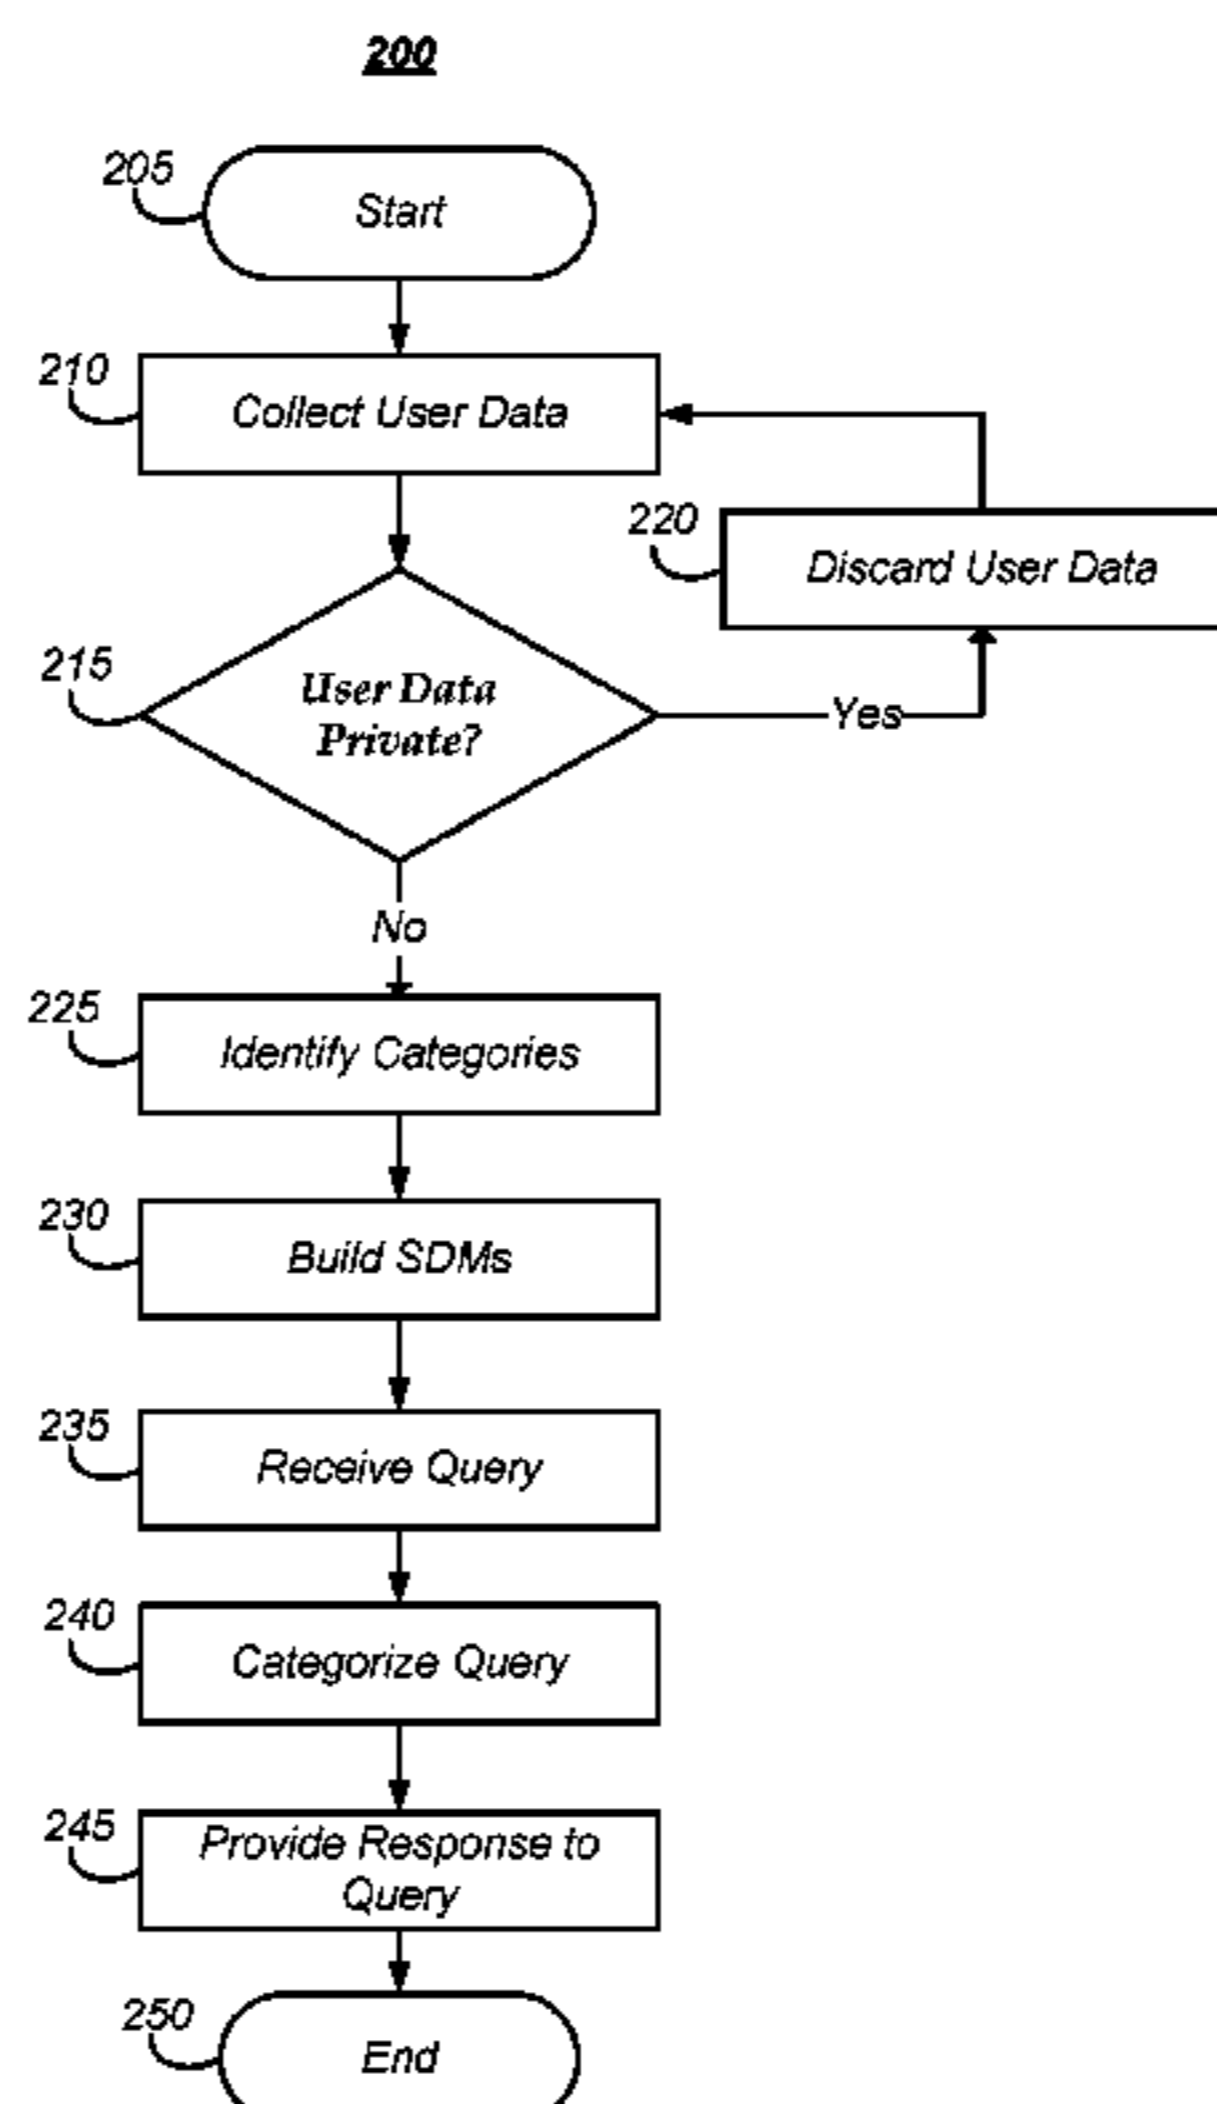 200
205
Start
210
Collect User Data
220
Discard User Data
215
User Data
Private?
Yes
No
225
Identify Categories
230
Build SDMs
235
Receive Query
240
Categorize Query
245
Provide Response to
Query
250
End